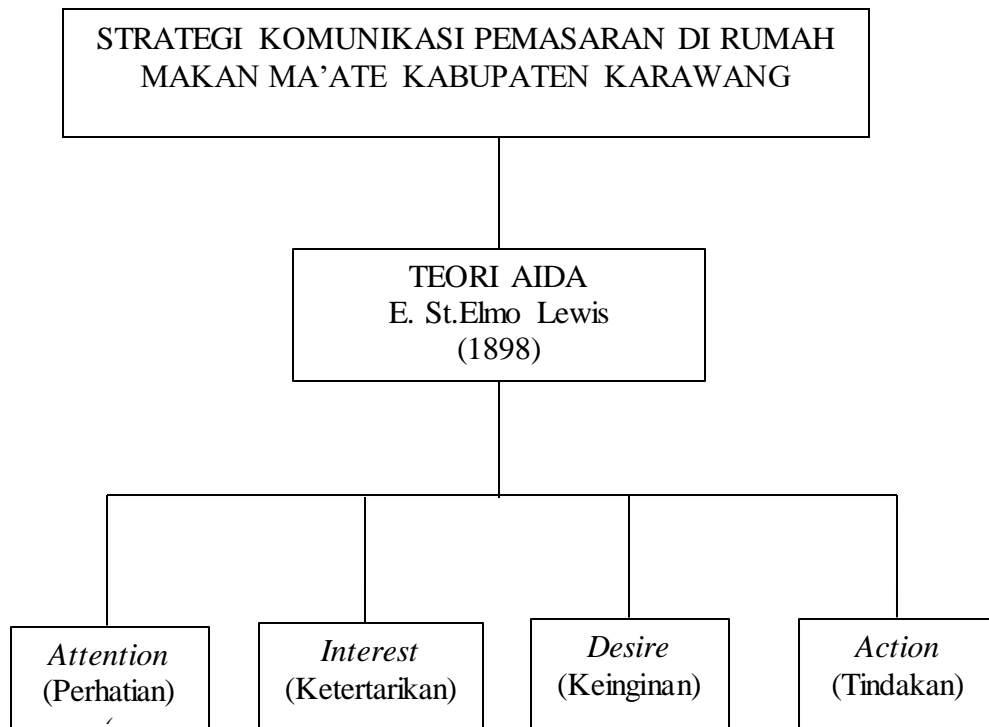 STRATEGI KOMUNIKASI PEMASARAN DI RUMAH
MAKAN MA'ATE KABUPATEN KARAWANG
TEORI AIDA
E. St.Elmo Lewis
(1898)
Attention
(Perhatian)
(
Interest
(Ketertarikan)
Desire
(Keinginan)
Action
(Tindakan)